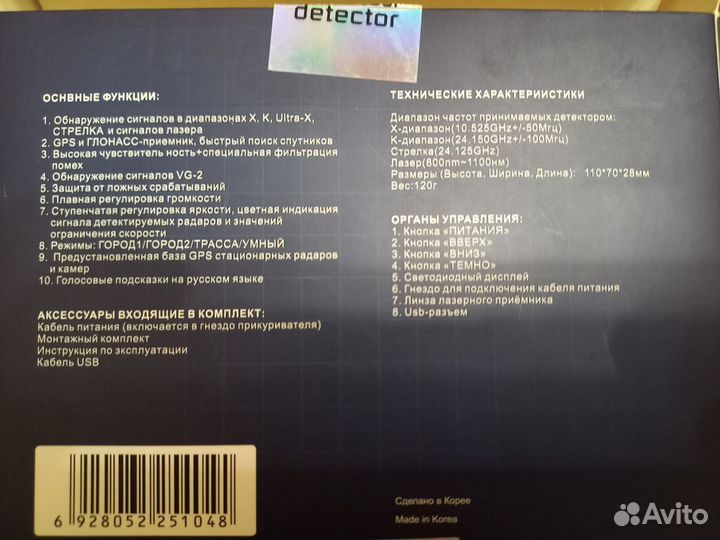 detector
ОСНВНЫЕ ФУНКЦИИ:
1. Обнаружение сигналов в диапазонах X, K, Ultra-X,
СТРЕЛКА и сигналов лазера
2. GPS и ГЛОНАСС-приемник, быстрый поиск спутников
3. Высокая чувствитель ность+специальная фильтрация
помех
4. Обнаружение сигналов VG-2
5. Защита от ложных срабатываний
6. Плавная регулировка громкости
7. Ступенчатая регулировка яркости, цветная индикация
сигнала детектируемых радаров и значений
ограничения скорости
8. Режимы: ГОРОД1/ГОРОД2/ТРАССА/УМНЫЙ
9. Предустановленная база GPS стационарных радаров
и камер
10. Голосовые подсказки на русском языке
АКСЕССУАРЫ ВХОДЯЩИЕ В КОМПЛЕКТ:
Кабель питания (включается в гнездо прикуривателя)
Монтажный комплект
Инструкция по эксплуатации
Кабель USB
ТЕХНИЧЕСКИЕ ХАРАКТЕРИИСТИКИ
Диапазон частот принимаемых детектором:
X-диапазон(10.525GHz+/-50Мгц)
K-диапазон(24.150GHz+/-100Мгц)
Стрелка(24.125GHz)
Лазер(800nm~1100нм)
Размеры (Высота, Ширина, Длина): 110*70*28мм
Вес:120г
ОРГАНЫ УПРАВЛЕНИЯ:
1. Кнопка «ПИТАНИЯ»
2. Кнопка «ВВЕРХ»
3. Кнопка «ВНИЗ»
4. Кнопка «ТЕМНО»
5. Светодиодный дисплей
6. Гнездо для подключения кабеля питания
7. Линза лазерного приёмника
8. Usb-разъем
6 928052 251048
Сделано в Корее
Made in Korea
Avito